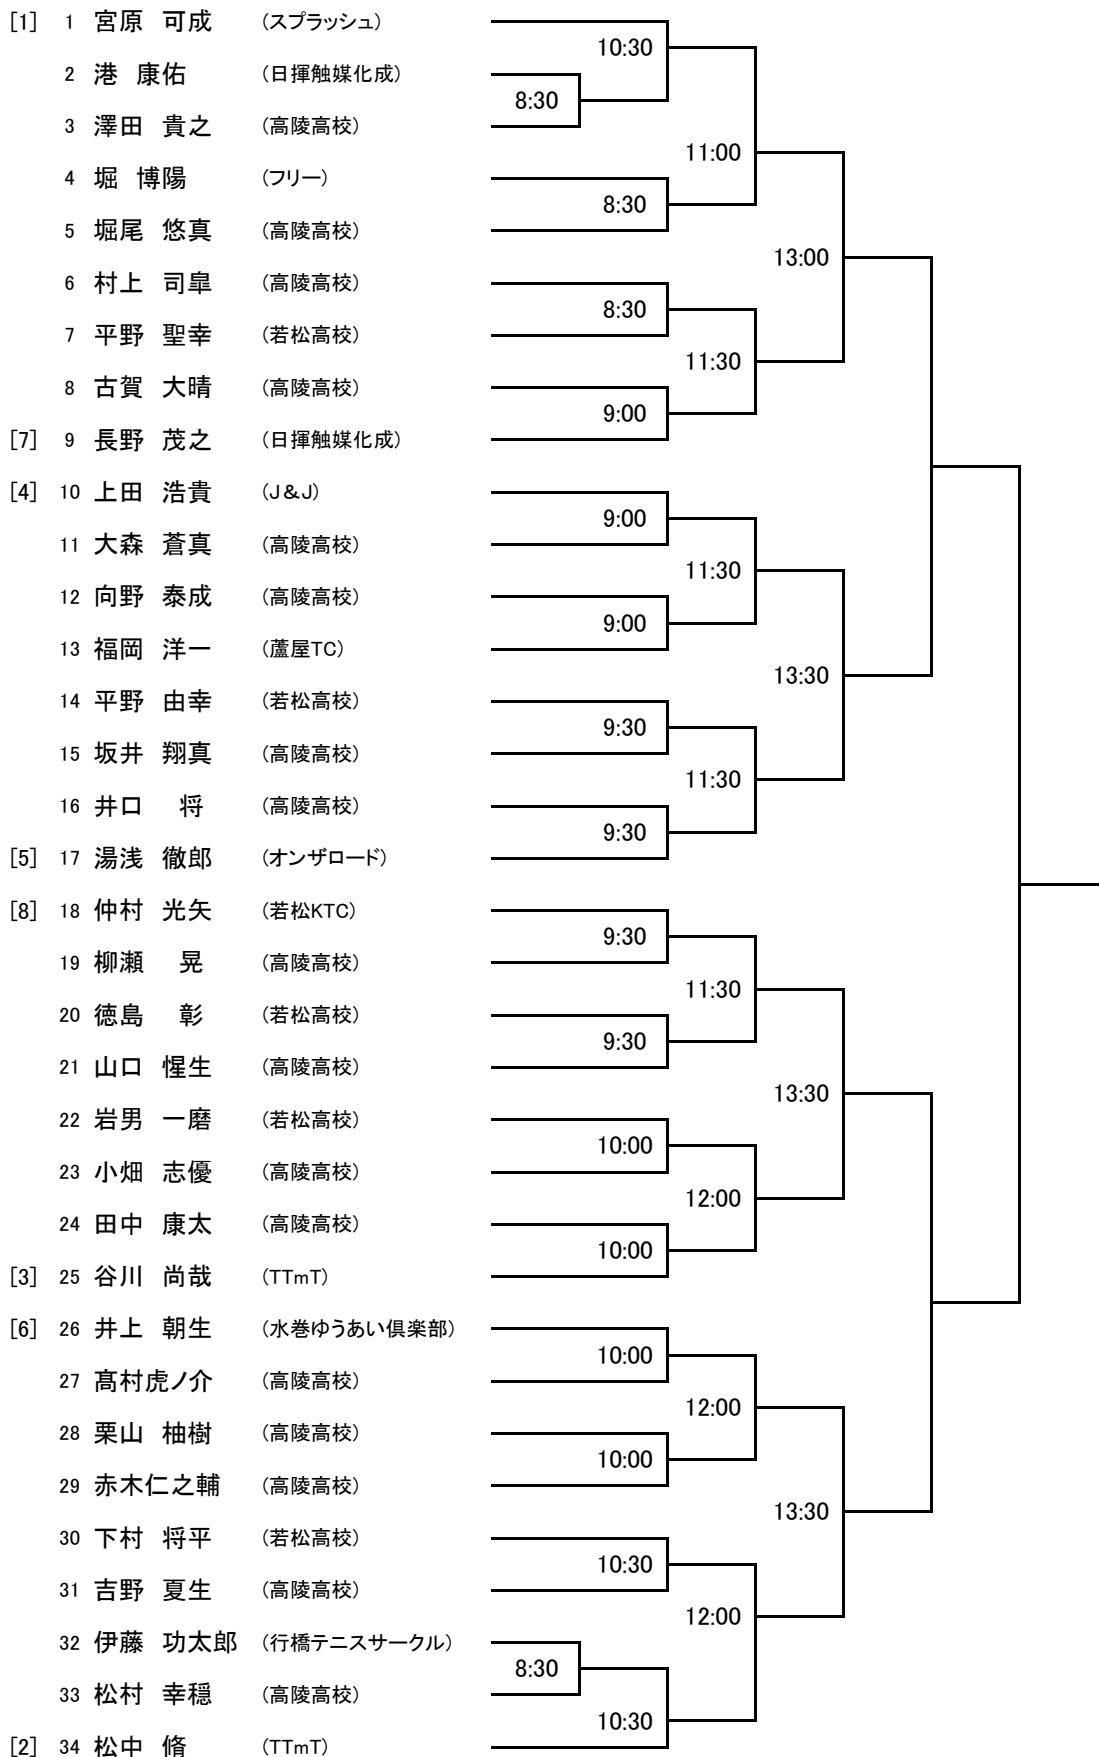 [1] 1 宮原 可成 (スプラッシュ)
10:30
2 港 康佑 (日揮触媒化成)
8:30
3 澤田 貴之 (高陵高校)
11:00
4 堀 博陽 (フリー)
8:30
5 堀尾 悠真 (高陵高校)
13:00
6 村上 司皐 (高陵高校)
8:30
7 平野 聖幸 (若松高校)
11:30
8 古賀 大晴 (高陵高校)
9:00
[7] 9 長野 茂之 (日揮触媒化成)
[4] 10 上田 浩貴 (J&J)
9:00
11 大森 蒼真 (高陵高校)
11:30
12 向野 泰成 (高陵高校)
9:00
13 福岡 洋一 (蘆屋TC)
13:30
14 平野 由幸 (若松高校)
9:30
15 坂井 翔真 (高陵高校)
11:30
16 井口 将 (高陵高校)
9:30
[5] 17 湯浅 徹郎 (オンザロード)
[8] 18 仲村 光矢 (若松KTC)
9:30
19 柳瀬 晃 (高陵高校)
11:30
20 徳島 彰 (若松高校)
9:30
21 山口 惺生 (高陵高校)
13:30
22 岩男 一磨 (若松高校)
10:00
23 小畑 志優 (高陵高校)
12:00
24 田中 康太 (高陵高校)
10:00
[3] 25 谷川 尚哉 (TTmT)
[6] 26 井上 朝生 (水巻ゆうあい倶楽部)
10:00
27 髙村虎ノ介 (高陵高校)
12:00
28 栗山 柚樹 (高陵高校)
10:00
29 赤木仁之輔 (高陵高校)
13:30
30 下村 将平 (若松高校)
10:30
31 吉野 夏生 (高陵高校)
12:00
32 伊藤 功太郎 (行橋テニスサークル)
8:30
33 松村 幸穏 (高陵高校)
10:30
[2] 34 松中 脩 (TTmT)